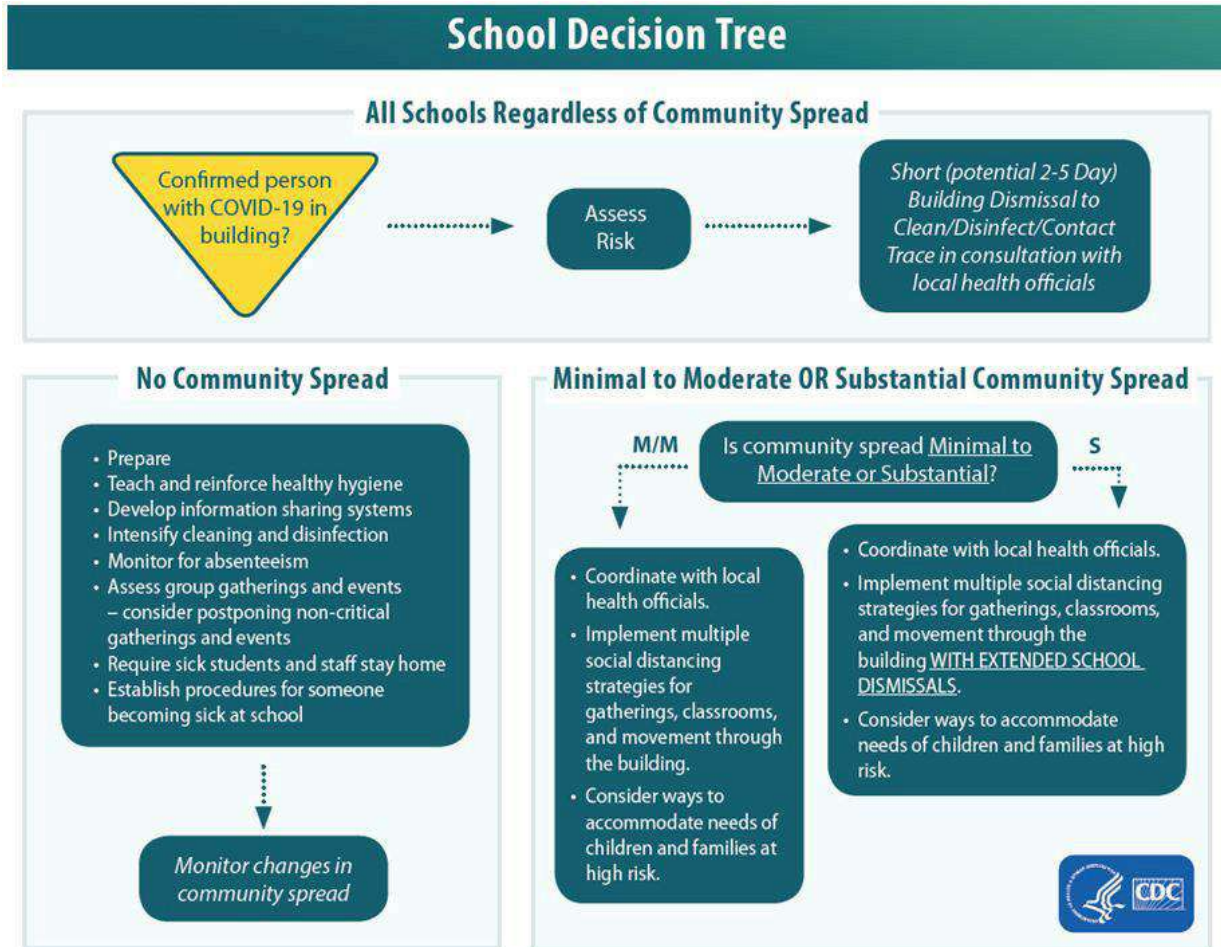 School Decision Tree
All Schools Regardless of Community Spread
Confirmed person
with COVID-19 in
building?
Assess
Risk
Short (potential 2-5 Day)
Building Dismissal to
Clean/Disinfect/Contact
Trace in consultation with
local health officials
No Community Spread
• Prepare
• Teach and reinforce healthy hygiene
• Develop information sharing systems
• Intensify cleaning and disinfection
• Monitor for absenteeism
• Assess group gatherings and events
– consider postponing non-critical
gatherings and events
• Require sick students and staff stay home
• Establish procedures for someone
becoming sick at school
Monitor changes in
community spread
Minimal to Moderate OR Substantial Community Spread
Is community spread Minimal to
Moderate or Substantial?
M/M
• Coordinate with local
health officials.
• Implement multiple
social distancing
strategies for
gatherings, classrooms,
and movement through
the building.
• Consider ways to
accommodate needs of
children and families at
high risk.
S
• Coordinate with local health officials.
• Implement multiple social distancing
strategies for gatherings, classrooms,
and movement through the
building WITH EXTENDED SCHOOL
DISMISSALS.
• Consider ways to accommodate
needs of children and families at high
risk.
CDC